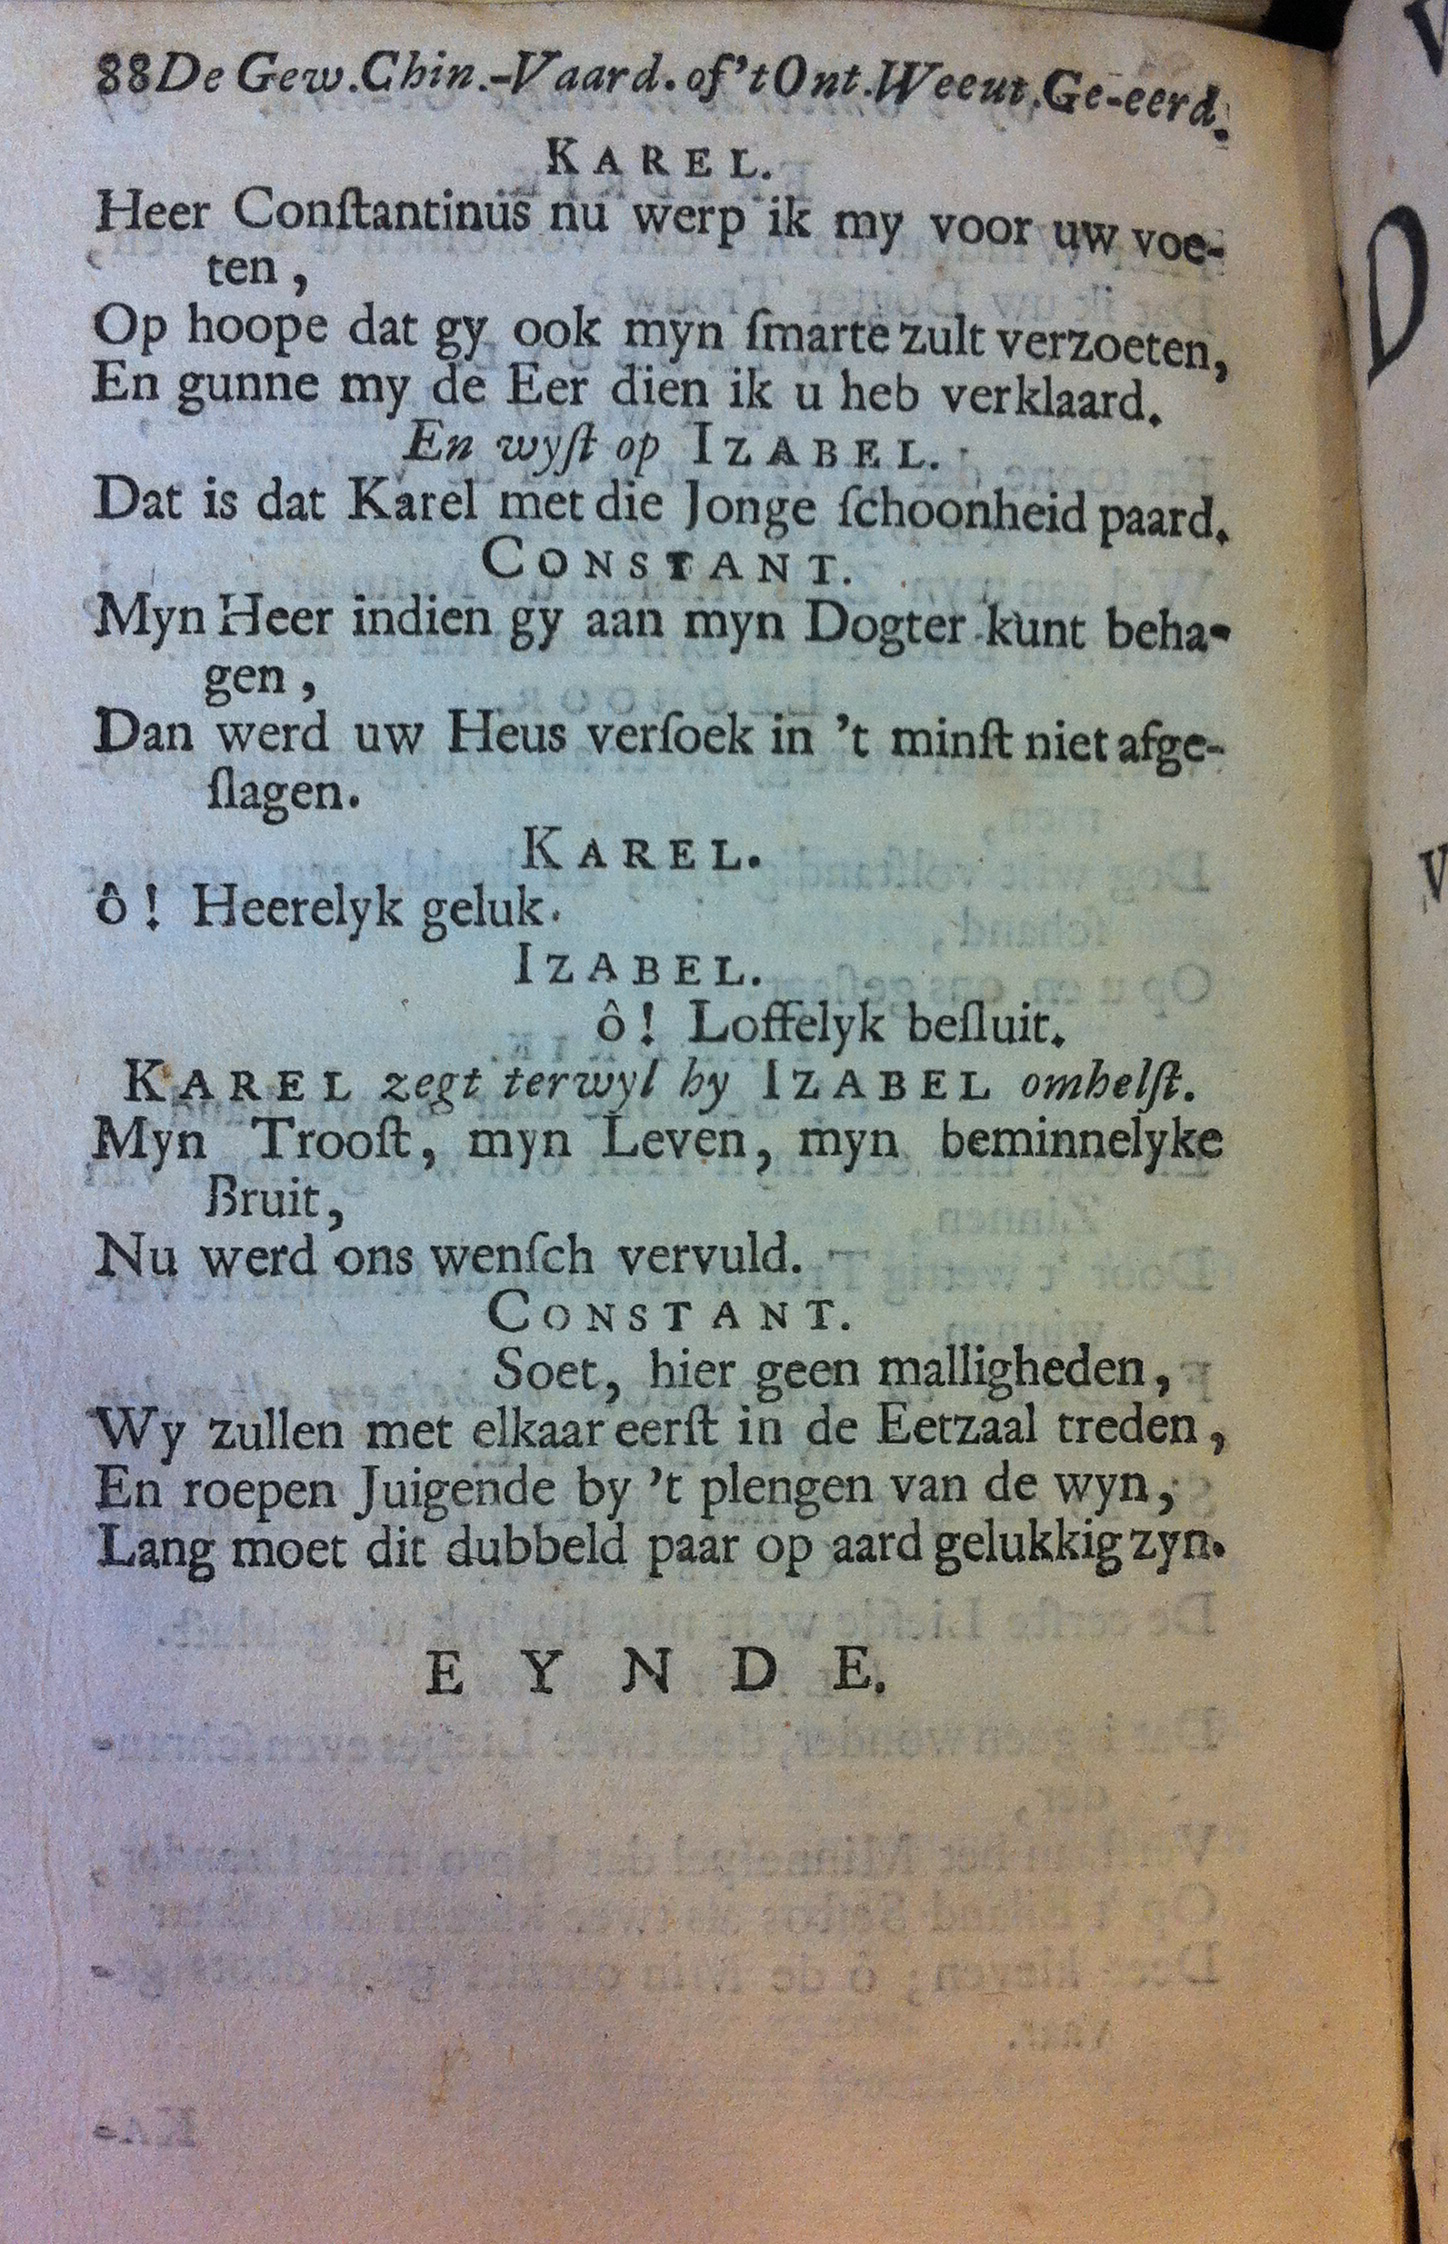 88 De Gew.Chin.-Vaard. of 't Ont.Weeut.Ge-eerd.
KAREL.
Heer Conſtantinus nu werp ik my voor uw voe-
ten,
Op hoope dat gy ook myn ſmarte zult verzoeten,
En gunne my de Eer dien ik u heb verklaard.
En wyſt op IZABEL.
Dat is dat Karel met die Jonge ſchoonheid paard.
CONSTANT.
Myn Heer indien gy aan myn Dogter kunt beha-
gen,
Dan werd uw Heus verſoek in 't minſt niet afge-
ſlagen.
KAREL.
ô! Heerelyk geluk.
IZABEL.
ô! Loffelyk beſluit.
KAREL zegt terwyl hy IZABEL omhelſt.
Myn Trooſt, myn Leven, myn beminnelyke
Bruit,
Nu werd ons wenſch vervuld.
CONSTANT.
Soet, hier geen malligheden,
Wy zullen met elkaar eerſt in de Eetzaal treden,
En roepen Juigende by 't plengen van de wyn,
Lang moet dit dubbeld paar op aard gelukkig zyn.
EYNDE.
D